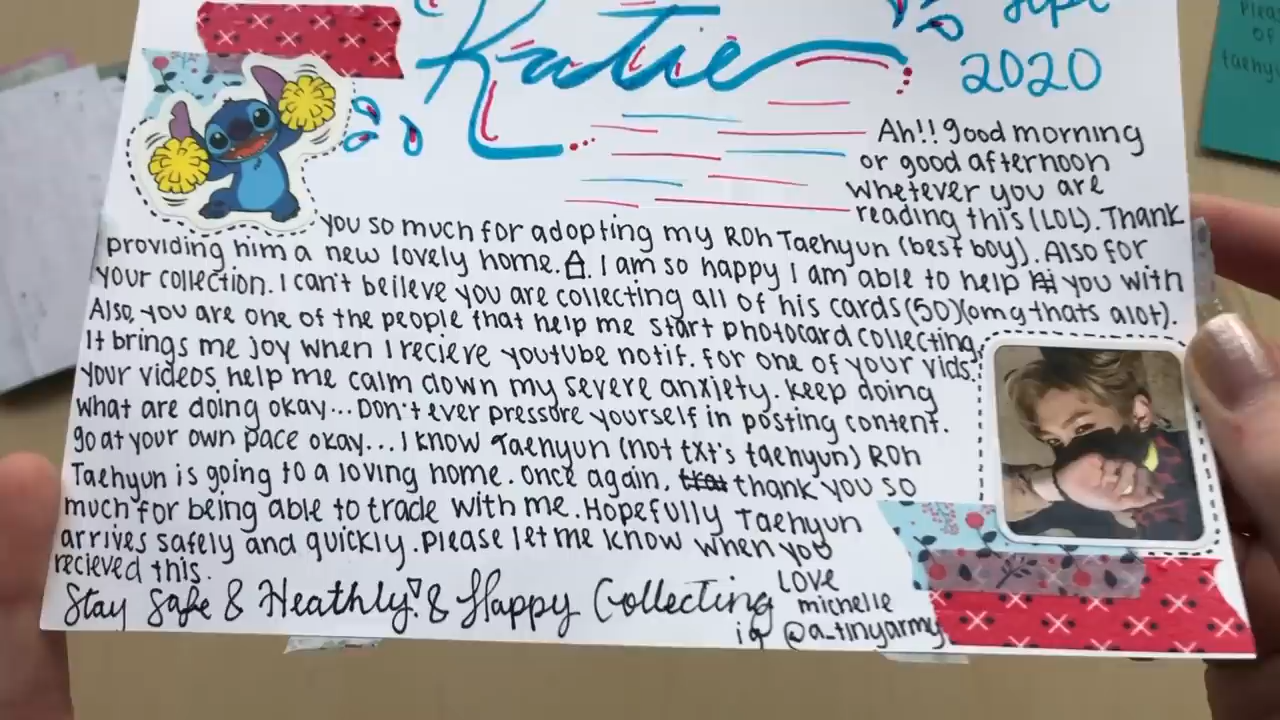 Katie
Sept
2020
Ah!! Good morning
or good afternoon
whetever you are
reading this (LOL). Thank
you so much for adopting my Roh Taehyun (best boy). Also for
providing him a new lovely home. I am so happy I am able to help you with
your collection. I can't beileve you are collecting all of his cards (50)(omg thats alot).
Also, you are one of the people that help me start photocard collecting.
It brings me joy when I recieve youtube notif. for one of your vids.
Your videos help me calm down my severe anxiety. Keep doing
what are doing okay... Don't ever pressure yourself in posting content.
Go at your own pace okay... I know Taehyun (not txt's taehyun) Roh
Taehyun is going to a loving home. Once again, thank you so
much for being able to trade with me. Hopefully Taehyun
arrives safely and quickly. Please let me know when you
recieved this.
Stay Safe & Heathly! & Happy Collecting
Love
michelle
ig @a_tinyarmy
Plea
of
taehy